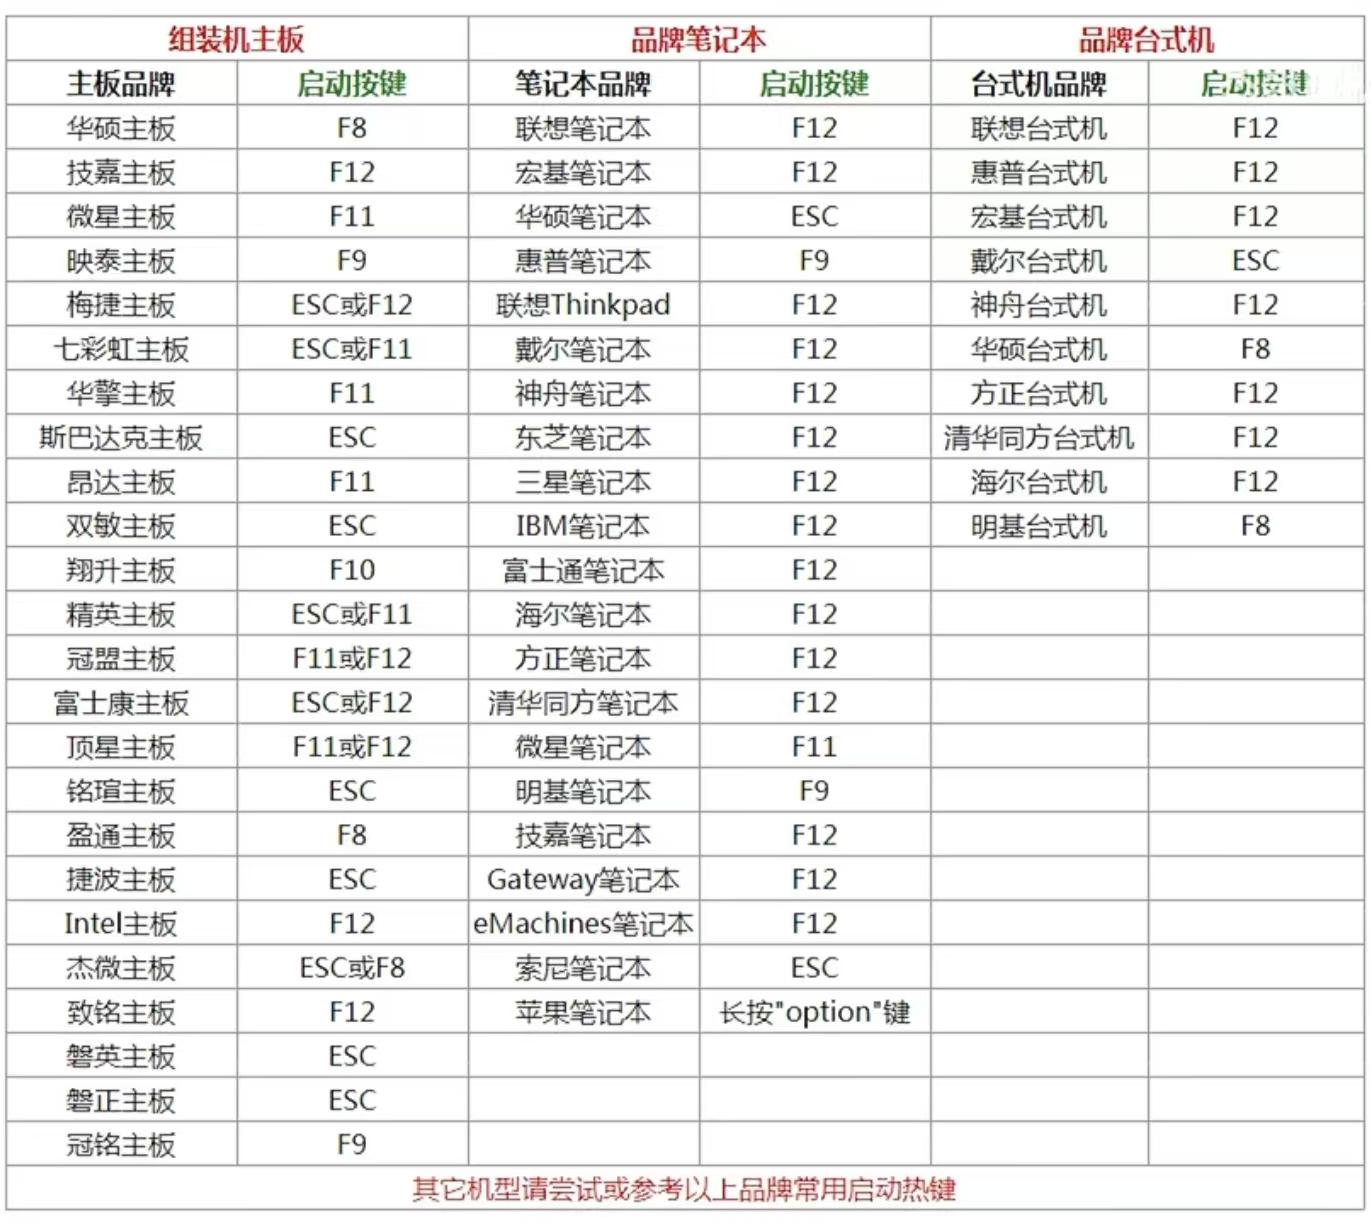 组装机主板 品牌笔记本 品牌台式机
主板品牌 启动按键 笔记本品牌 启动按键 台式机品牌 启动按键
华硕主板 F8 联想笔记本 F12 联想台式机 F12
技嘉主板 F12 宏基笔记本 F12 惠普台式机 F12
微星主板 F11 华硕笔记本 ESC 宏基台式机 F12
映泰主板 F9 惠普笔记本 F9 戴尔台式机 ESC
梅捷主板 ESC或F12 联想Thinkpad F12 神舟台式机 F12
七彩虹主板 ESC或F11 戴尔笔记本 F12 华硕台式机 F8
华擎主板 F11 神舟笔记本 F12 方正台式机 F12
斯巴达克主板 ESC 东芝笔记本 F12 清华同方台式机 F12
昂达主板 F11 三星笔记本 F12 海尔台式机 F12
双敏主板 ESC IBM笔记本 F12 明基台式机 F8
翔升主板 F10 富士通笔记本 F12
精英主板 ESC或F11 海尔笔记本 F12
冠盟主板 F11或F12 方正笔记本 F12
富士康主板 ESC或F12 清华同方笔记本 F12
顶星主板 F11或F12 微星笔记本 F11
铭瑄主板 ESC 明基笔记本 F9
盈通主板 F8 技嘉笔记本 F12
捷波主板 ESC Gateway笔记本 F12
Intel主板 F12 eMachines笔记本 F12
杰微主板 ESC或F8 索尼笔记本 ESC
致铭主板 F12 苹果笔记本 长按"option"键
磐英主板 ESC
磐正主板 ESC
冠铭主板 F9
其它机型请尝试或参考以上品牌常用启动热键